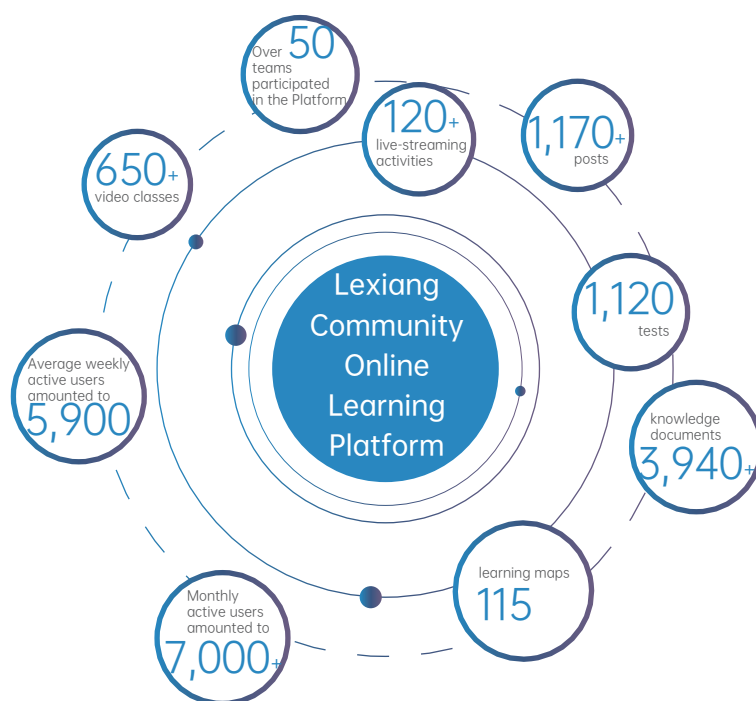 Over 50
teams
participated
in the Platform
120+
live-streaming
activities
1,170+
posts
650+
video classes
1,120
tests
Lexiang
Community
Online
Learning
Platform
Average weekly
active users
amounted to
5,900
knowledge
documents
3,940+
learning maps
115
Monthly
active users
amounted to
7,000+